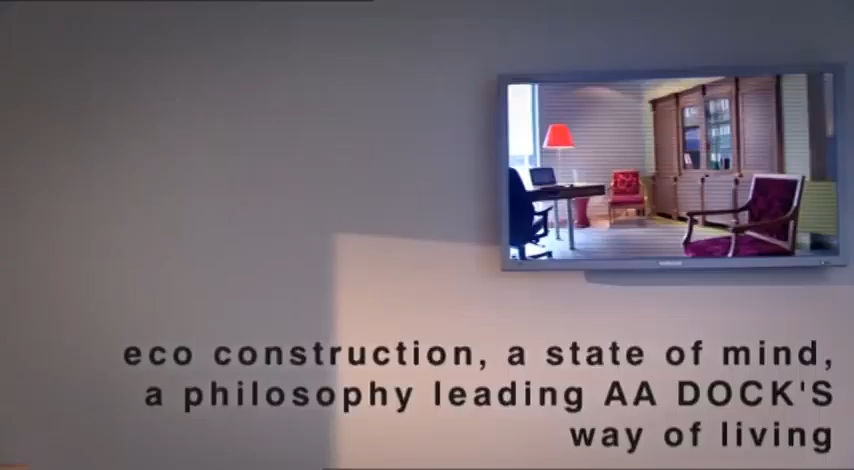 eco construction, a state of mind,
a philosophy leading AA DOCK'S
way of living